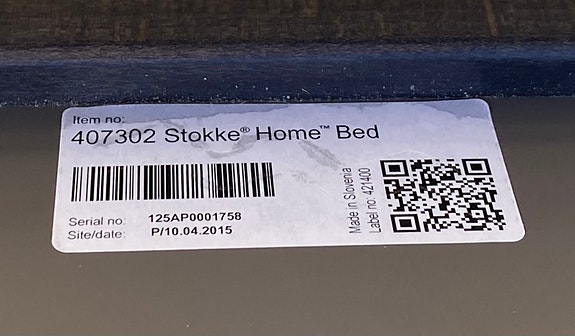 Item no:
407302 Stokke® Home™ Bed
Serial no: 125AP0001758
Site/date: P/10.04.2015
Made in Slovenia
Label no: 421400